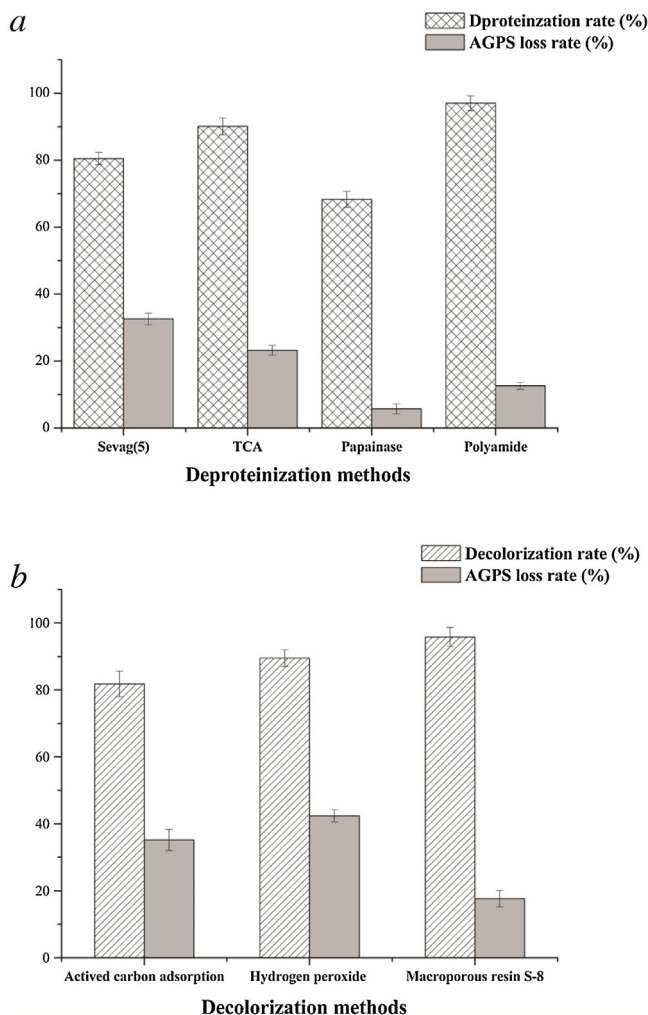 a
Dproteinzation rate (%)
AGPS loss rate (%)
100
80
60
40
20
0
Sevag(5) TCA Papainase Polyamide
Deproteinization methods
b
Decolorization rate (%)
AGPS loss rate (%)
100
80
60
40
20
0
Actived carbon adsorption Hydrogen peroxide Macroporous resin S-8
Decolorization methods